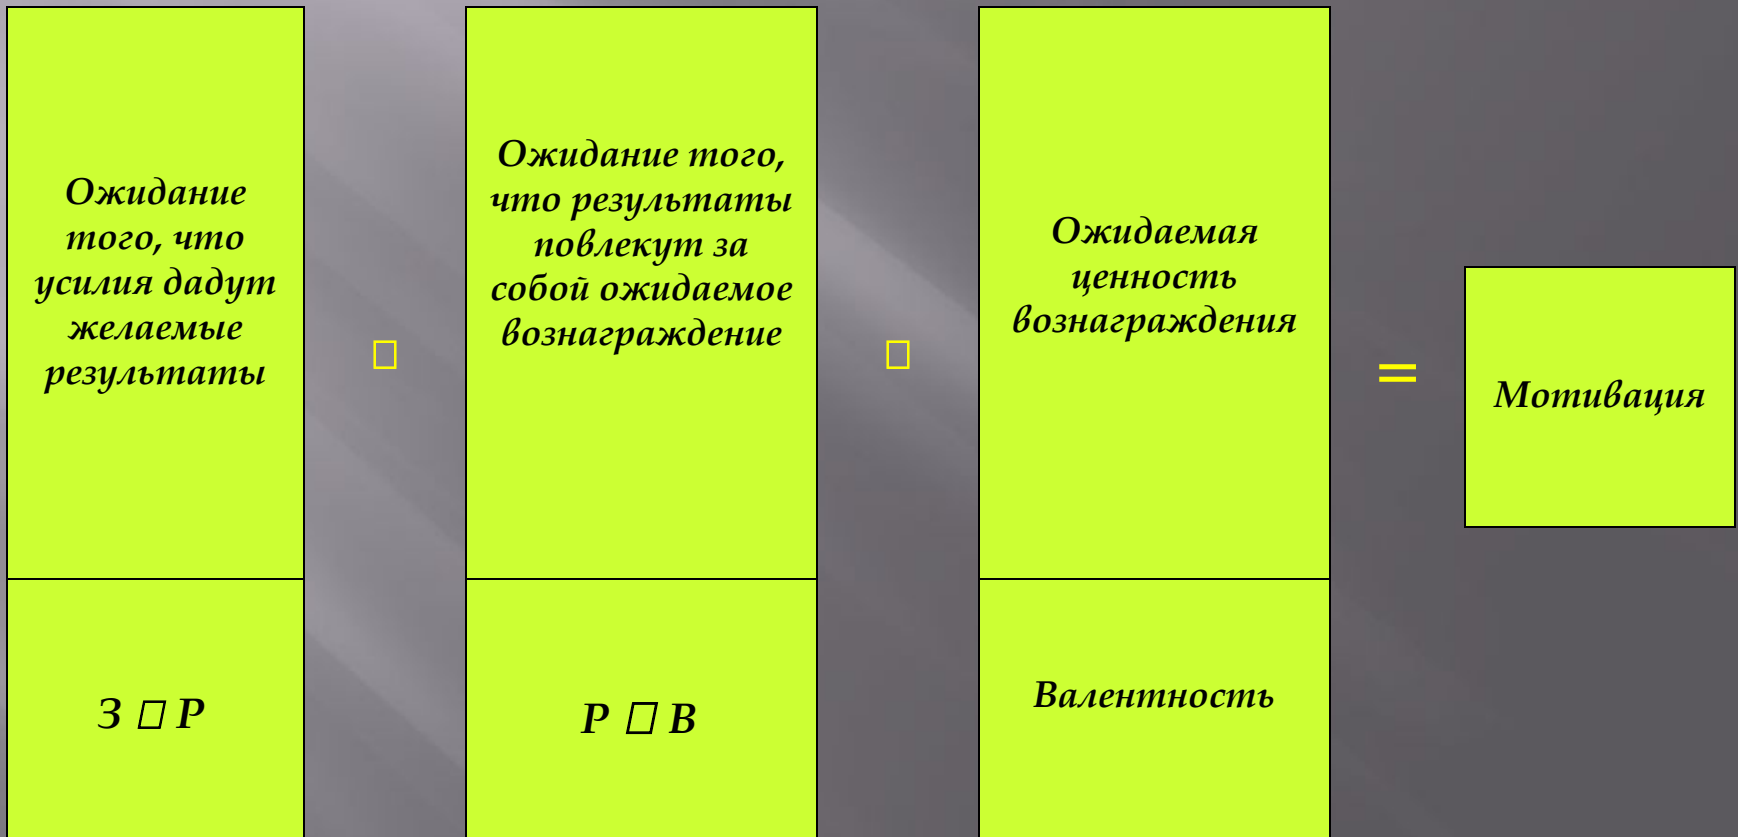 Ожидание
того, что
усилия дадут
желаемые
результаты
З □ Р
□
Ожидание того,
что результаты
повлекут за
собой ожидаемое
вознаграждение
Р □ В
□
Ожидаемая
ценность
вознаграждения
Валентность
=
Мотивация